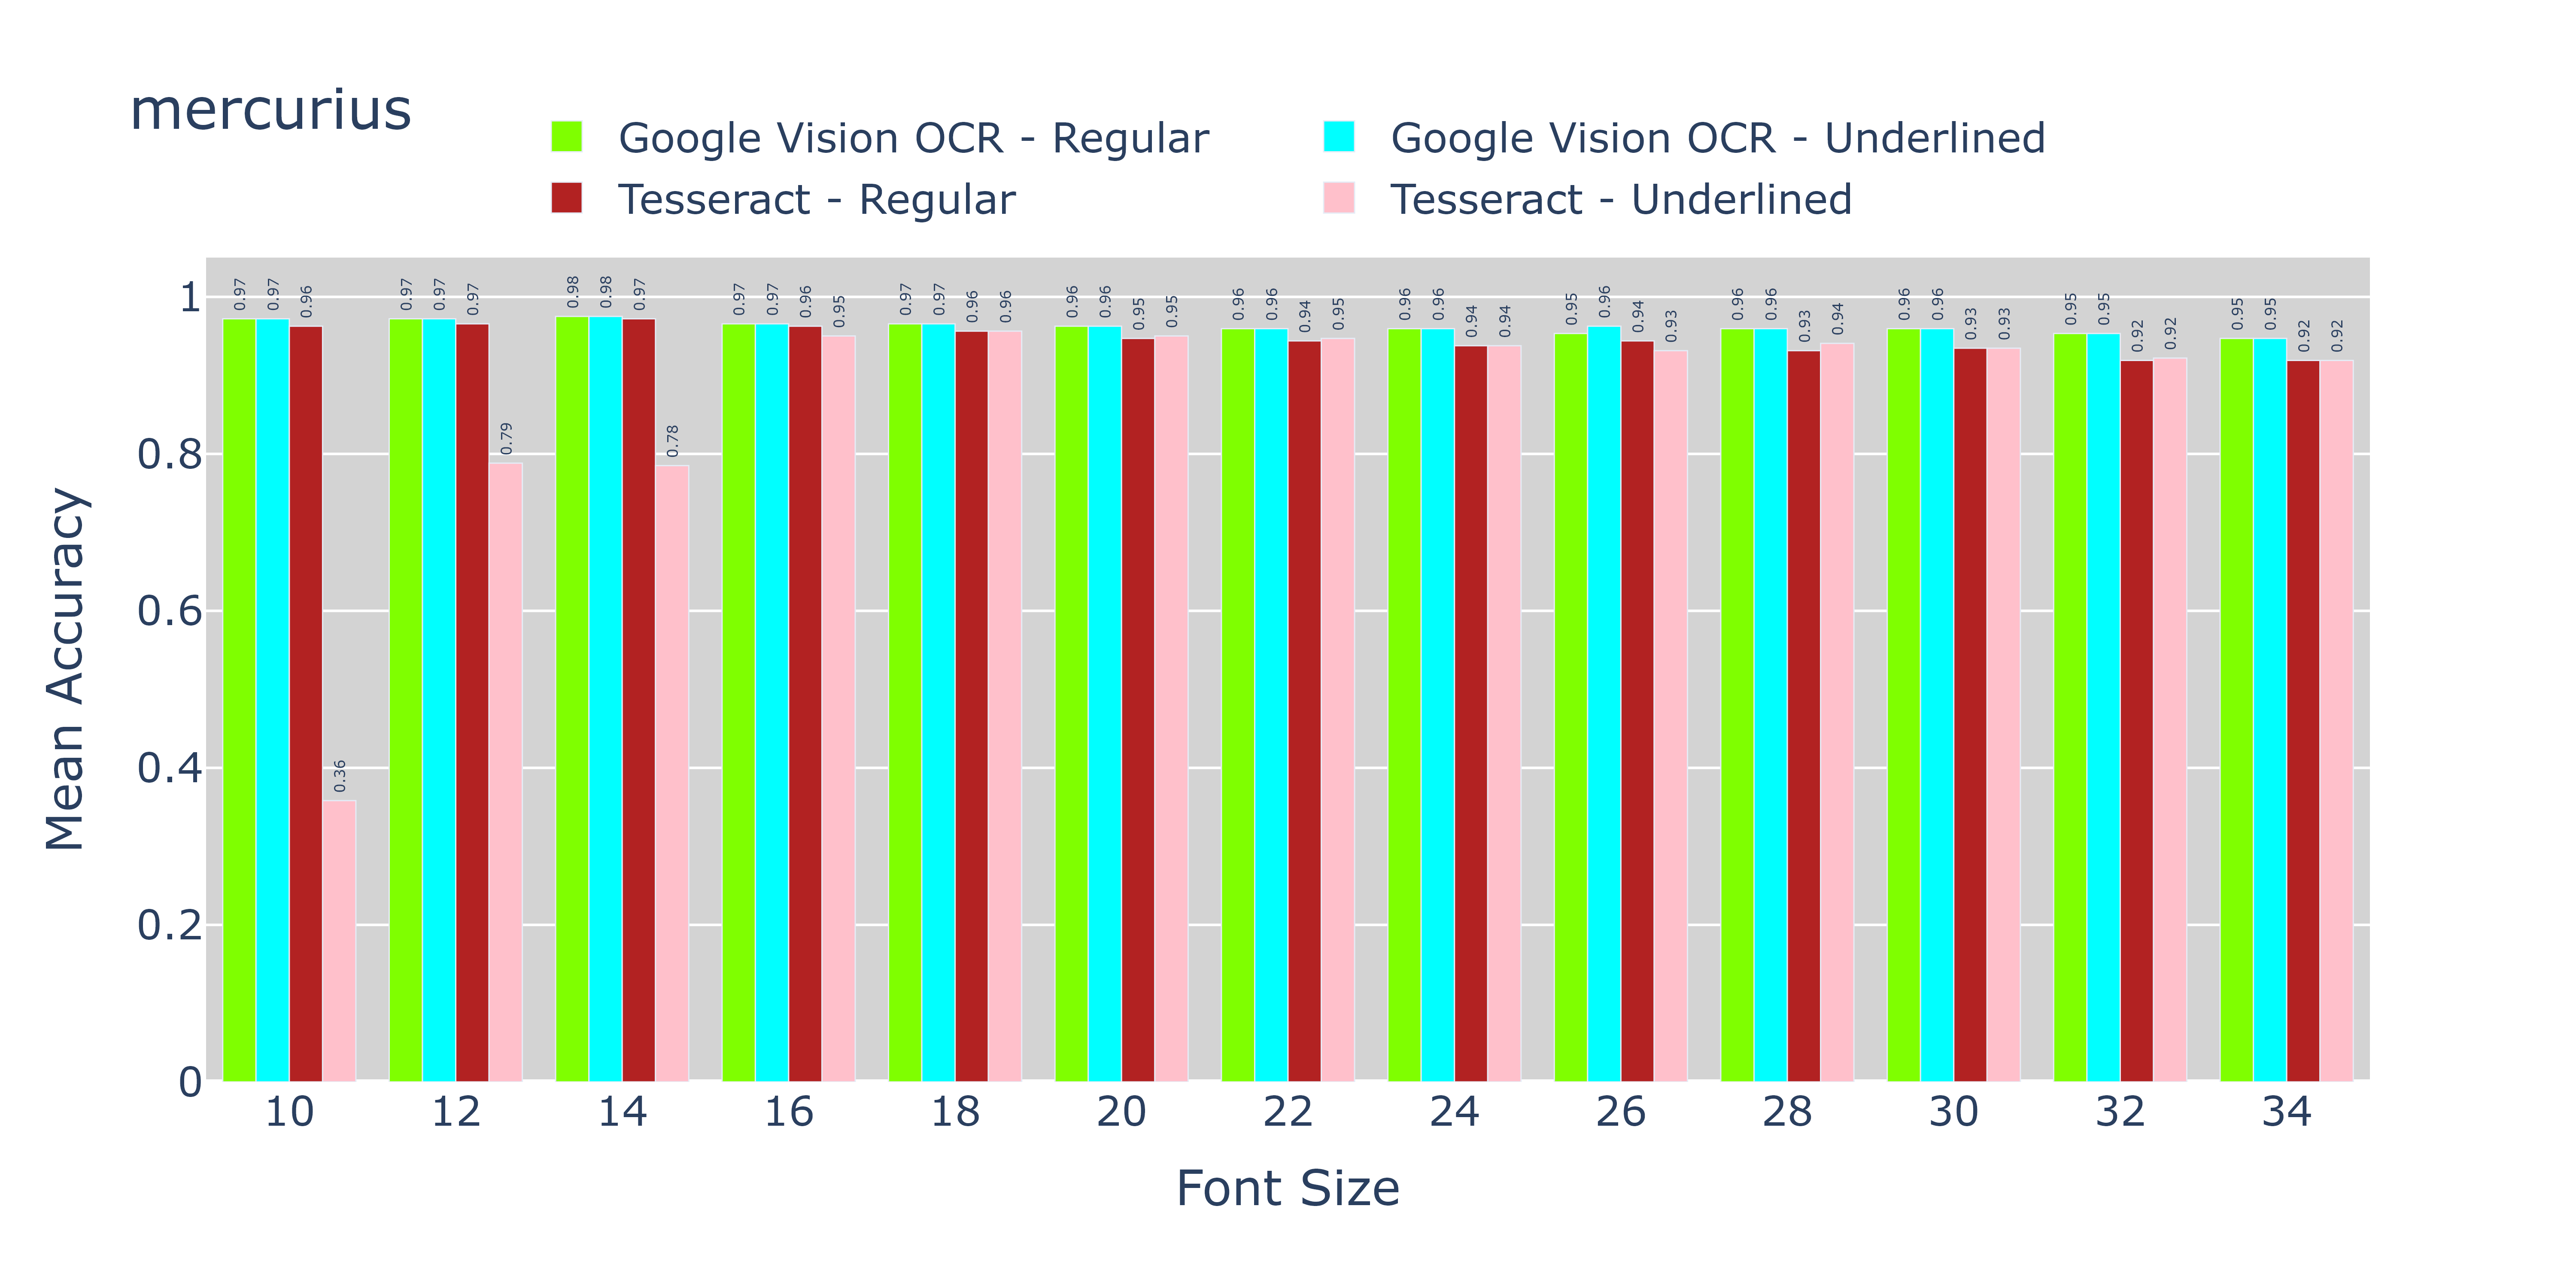 mercurius
Google Vision OCR - Regular
Google Vision OCR - Underlined
Tesseract - Regular
Tesseract - Underlined
Mean Accuracy
1
0.8
0.6
0.4
0.2
0
0.97 0.97 0.96 0.36
0.97 0.97 0.97 0.79
0.98 0.98 0.97 0.78
0.97 0.97 0.96 0.95
0.97 0.97 0.96 0.96
0.96 0.96 0.95 0.95
0.96 0.96 0.94 0.95
0.96 0.96 0.94 0.94
0.95 0.96 0.94 0.93
0.96 0.96 0.93 0.94
0.96 0.96 0.93 0.93
0.95 0.95 0.92 0.92
0.95 0.95 0.92 0.92
10 12 14 16 18 20 22 24 26 28 30 32 34
Font Size